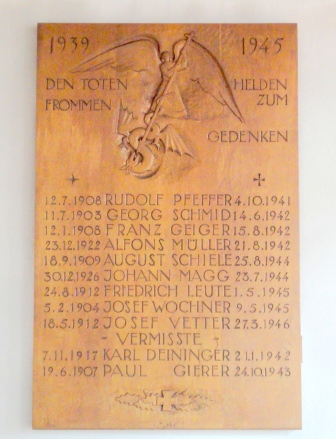 1939 1945
DEN TOTEN HELDEN
FROMMEN ZUM
GEDENKEN
12.7.1908 RUDOLF PFEFFER 4.10.1941
11.7.1903 GEORG SCHMID 14.6.1942
12.1.1908 FRANZ GEIGER 15.8.1942
23.12.1922 ALFONS MÜLLER 21.8.1942
18.9.1909 AUGUST SCHIELE 25.8.1944
30.12.1926 JOHANN MAGG 23.7.1944
24.8.1912 FRIEDRICH LEUTE 1.5.1945
5.2.1904 JOSEF WOCHNER 9.5.1945
18.5.1912 JOSEF VETTER 27.3.1946
- VERMISSTE -
7.11.1917 KARL DEININGER 21.1.1942
19.6.1907 PAUL GIERER 24.10.1943